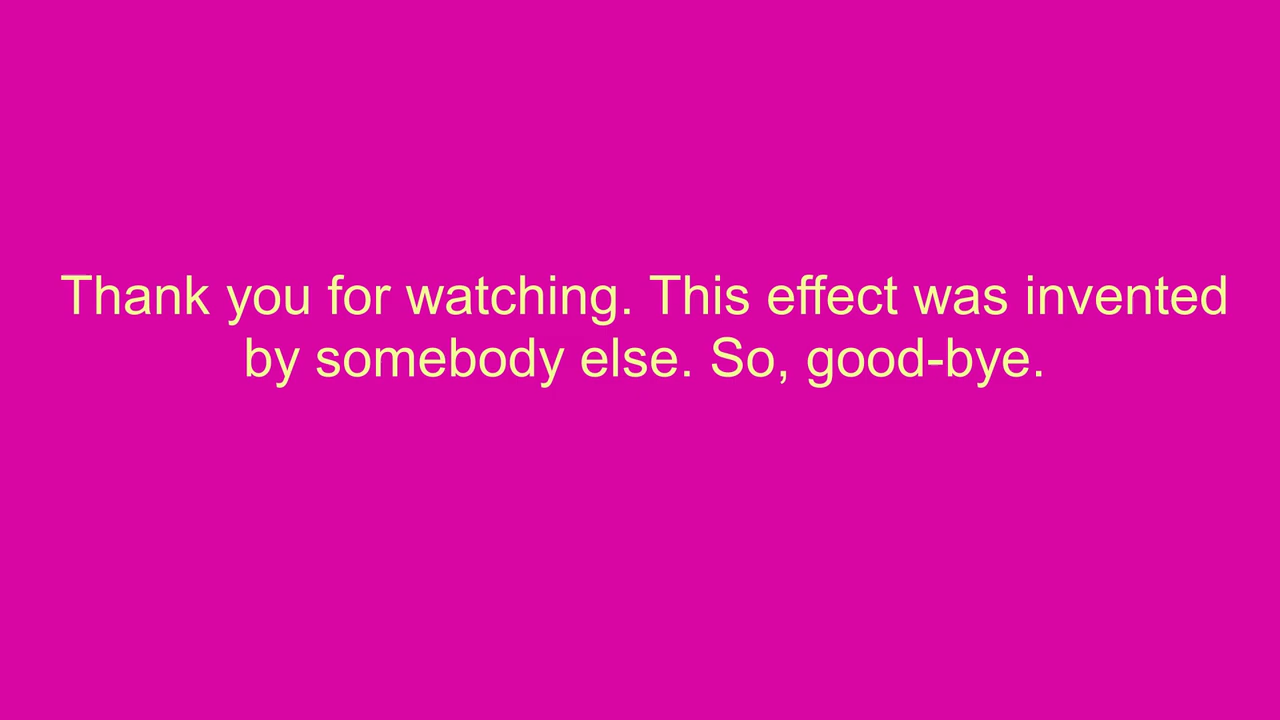 Thank you for watching. This effect was invented
by somebody else. So, good-bye.